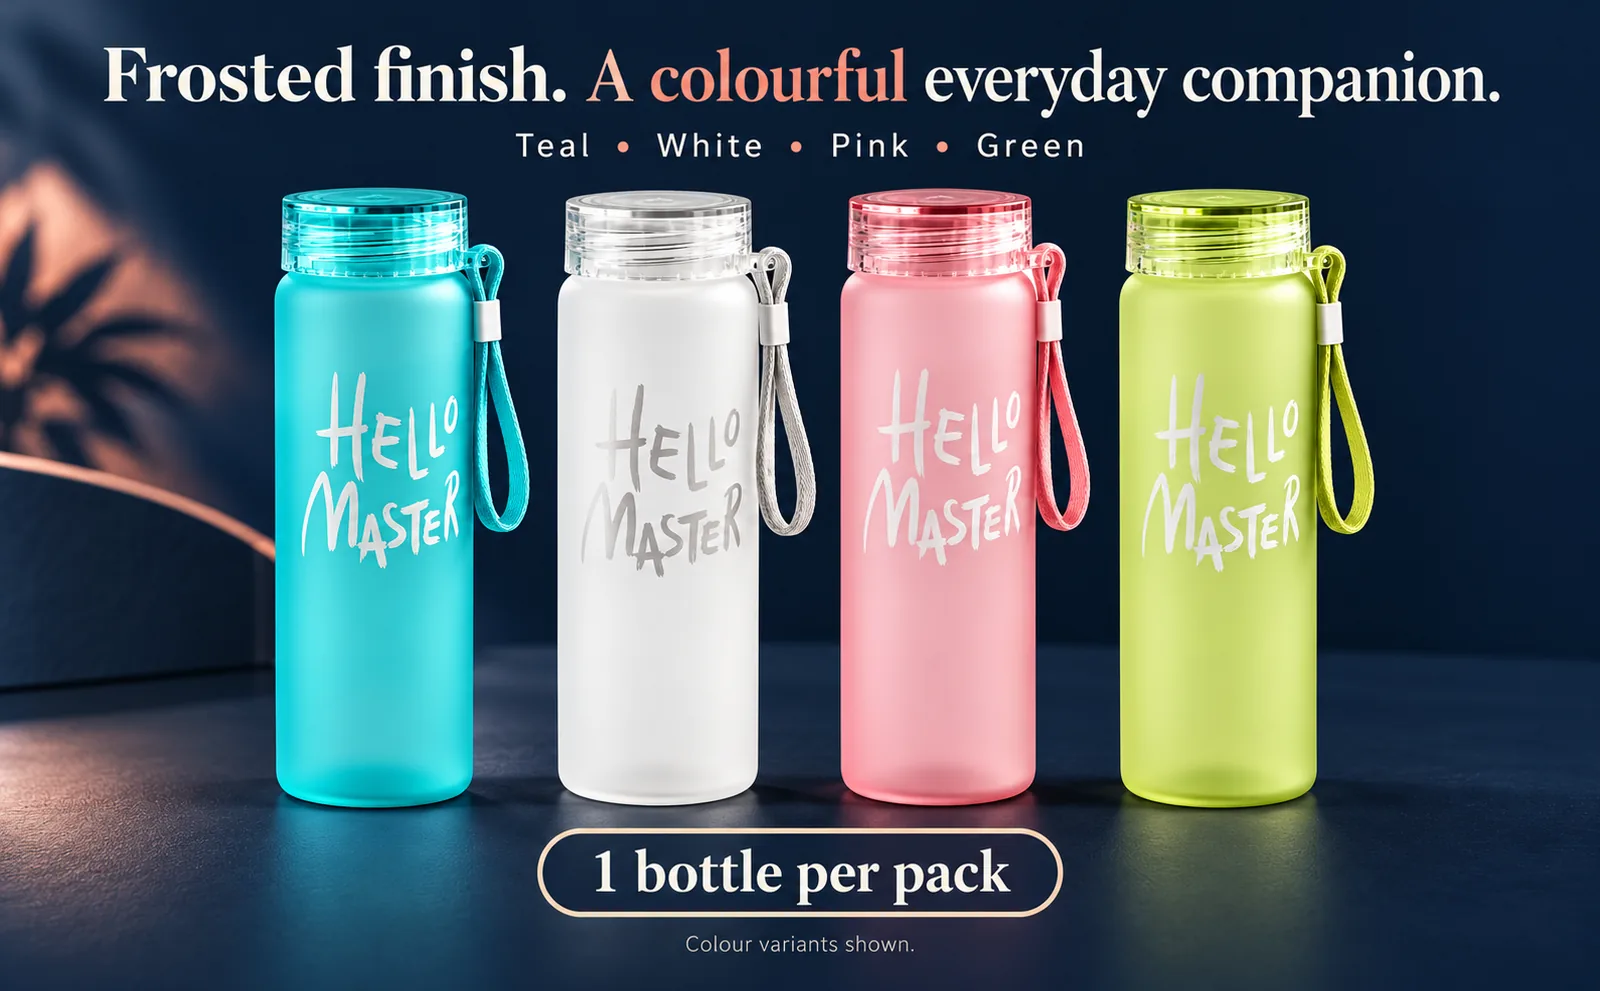 Frosted finish. A colourful everyday companion.
Teal • White • Pink • Green
HELLO
MASTER
HELLO
MASTER
HELLO
MASTER
HELLO
MASTER
1 bottle per pack
Colour variants shown.